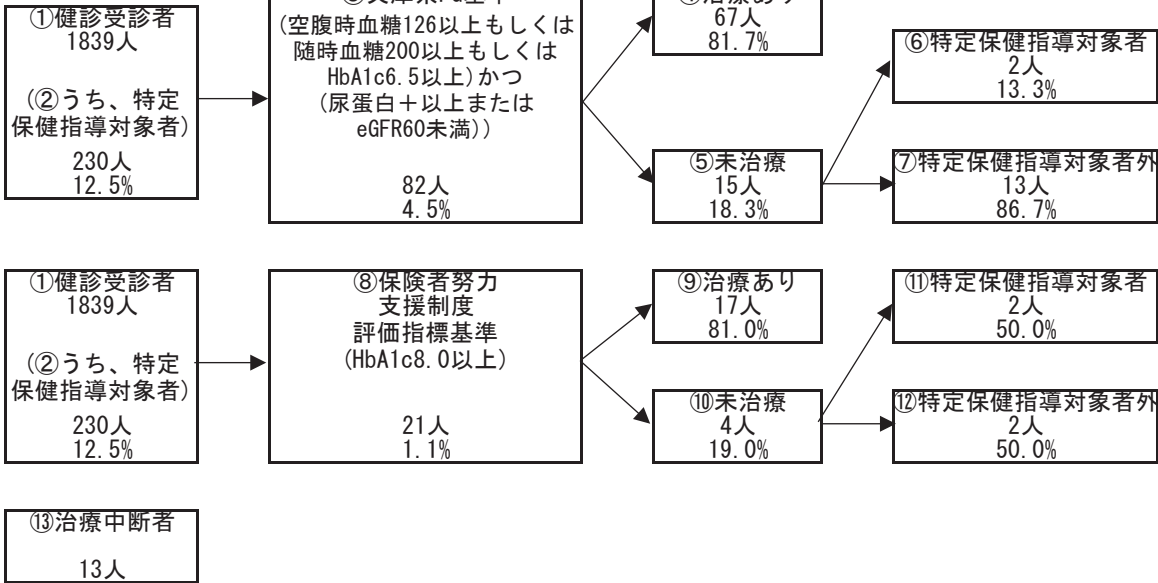 ①健診受診者
1839人
(②うち、特定
保健指導対象者)
230人
12.5%
(空腹時血糖126以上もしくは
随時血糖200以上もしくは
HbA1c6.5以上)かつ
(尿蛋白+以上または
eGFR60未満))
82人
4.5%
67人
81.7%
⑤未治療
15人
18.3%
⑥特定保健指導対象者
2人
13.3%
⑦特定保健指導対象者外
13人
86.7%
①健診受診者
1839人
(②うち、特定
保健指導対象者)
230人
12.5%
⑧保険者努力
支援制度
評価指標基準
(HbA1c8.0以上)
21人
1.1%
⑨治療あり
17人
81.0%
⑩未治療
4人
19.0%
⑪特定保健指導対象者
2人
50.0%
⑫特定保健指導対象者外
2人
50.0%
⑬治療中断者
13人